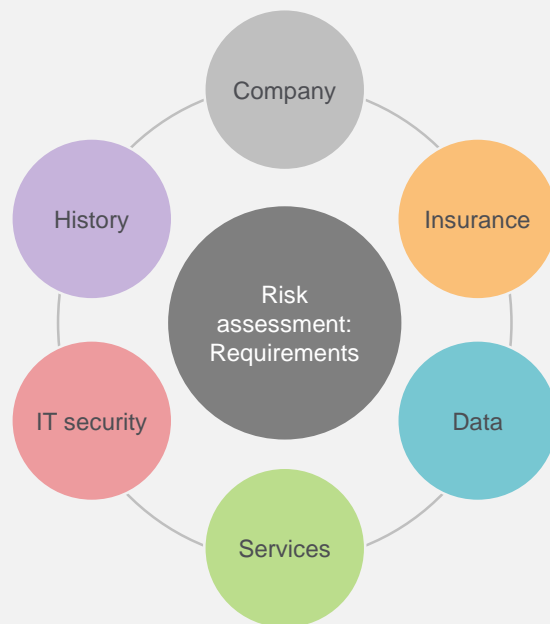 Company
Insurance
Data
Services
IT security
History
Risk
assessment:
Requirements